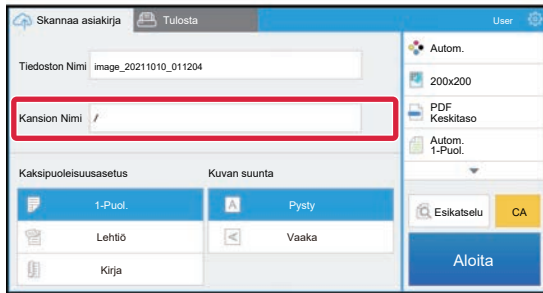 Skannaa asiakirja
Tulosta
User
Tiedoston Nimi image_20211010_011204
Kansion Nimi /
Kaksipuoleisuusasetus
Kuvan suunta
1-Puol.
A Pysty
Lehtiö
A Vaaka
Kirja
Autom.
200x200
PDF
Keskitaso
Autom.
1-Puol.
Esikatselu
CA
Aloita